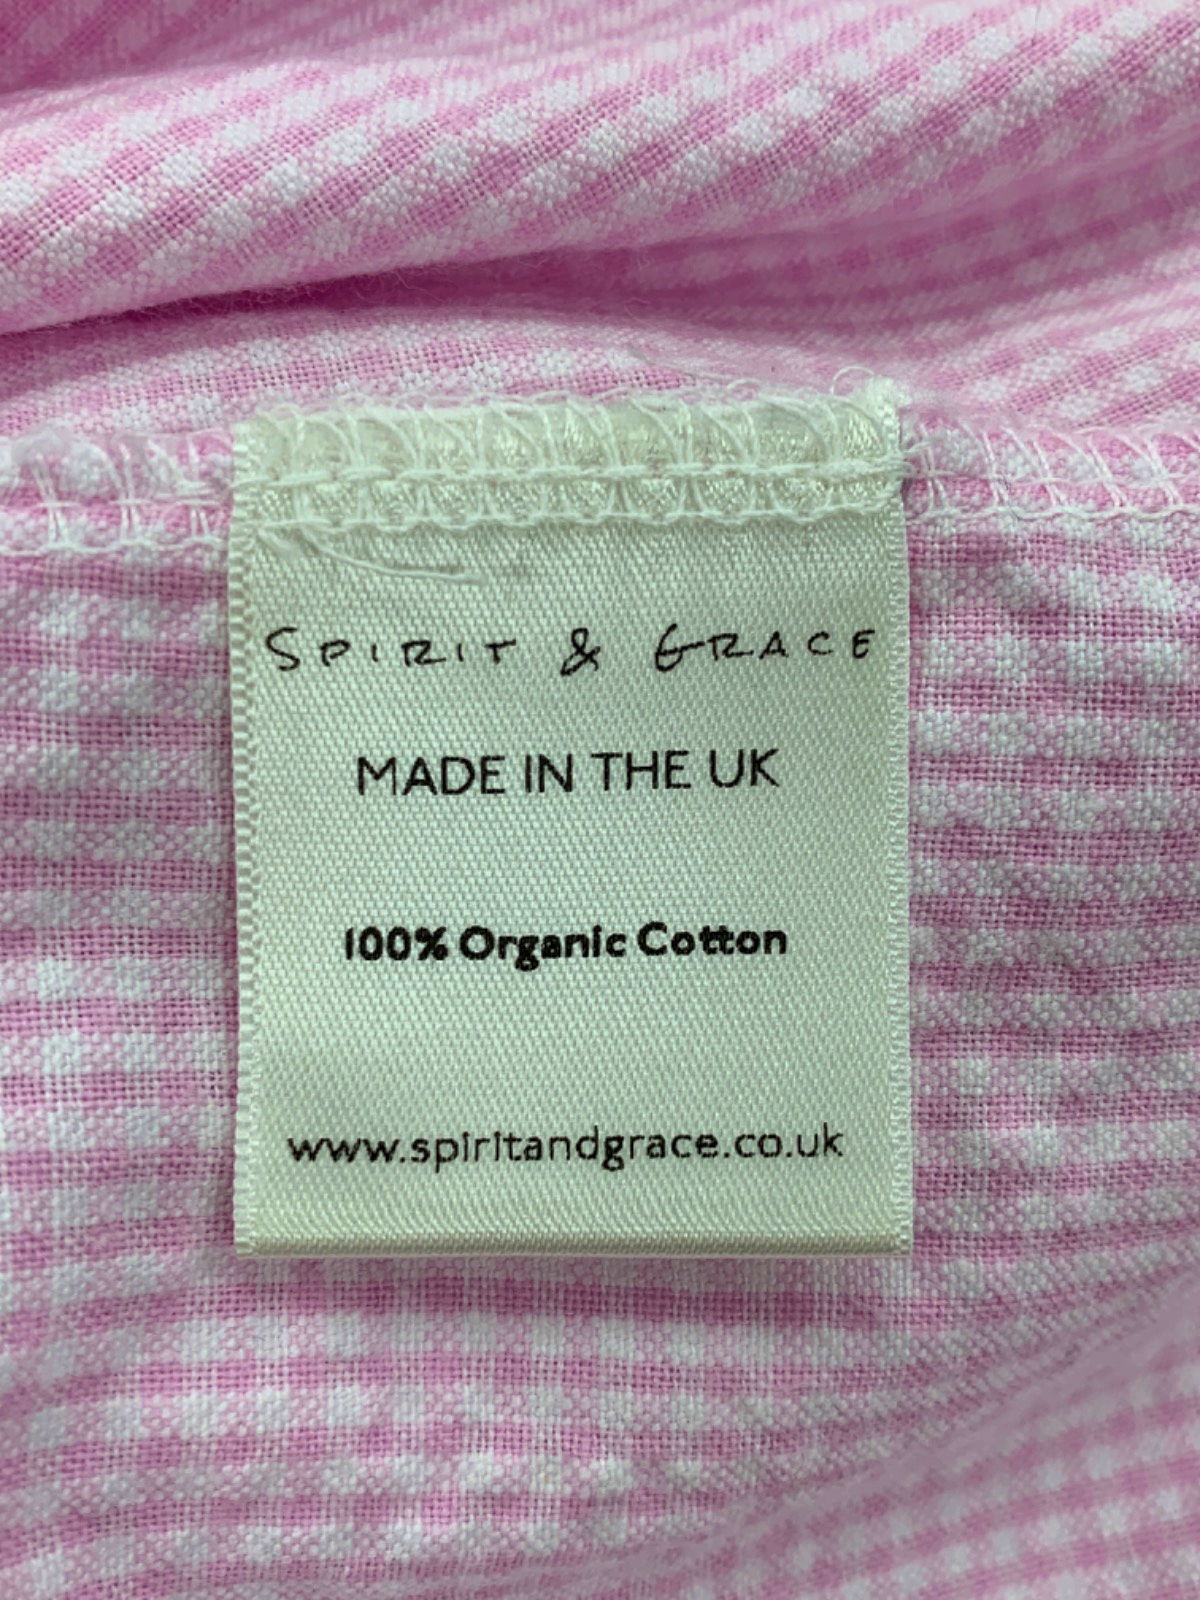 SPIRIT & GRACE
MADE IN THE UK
100% Organic Cotton
www.spiritandgrace.co.uk